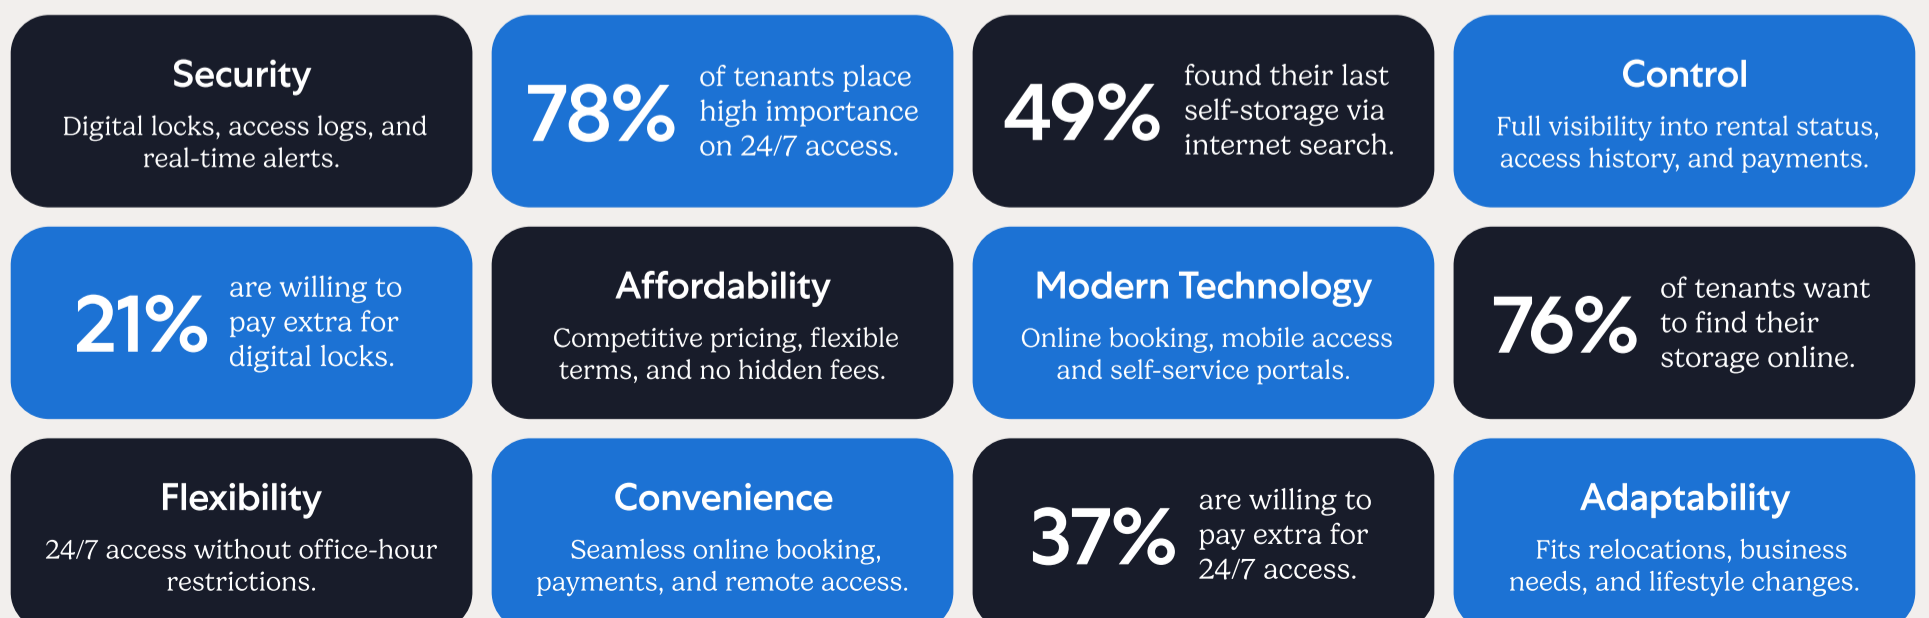 Security
Digital locks, access logs, and
real-time alerts.
78%
of tenants place
high importance
on 24/7 access.
49%
found their last
self-storage via
internet search.
Control
Full visibility into rental status,
access history, and payments.
21%
are willing to
pay extra for
digital locks.
Affordability
Competitive pricing, flexible
terms, and no hidden fees.
Modern Technology
Online booking, mobile access
and self-service portals.
76%
of tenants want
to find their
storage online.
Flexibility
24/7 access without office-hour
restrictions.
Convenience
Seamless online booking,
payments, and remote access.
37%
are willing to
pay extra for
24/7 access.
Adaptability
Fits relocations, business
needs, and lifestyle changes.